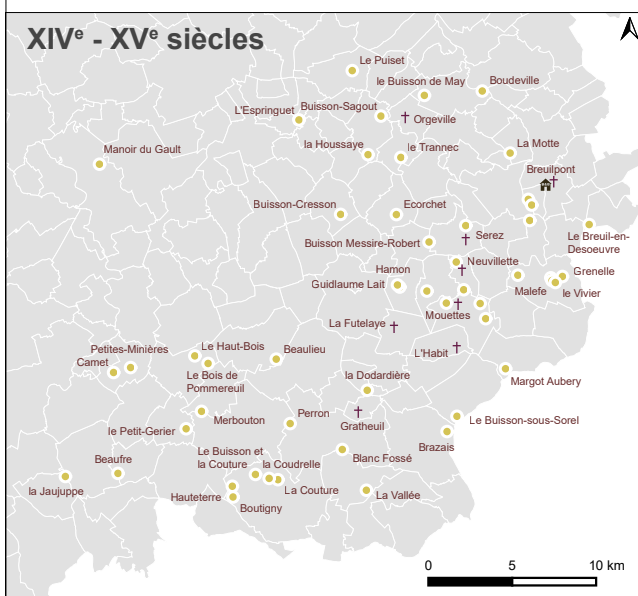 XIVe - XVe siècles
Le Puiset
le Buisson de May
Boudeville
L'Espringuet
Buisson-Sagout
Orgeville
Manoir du Gault
la Houssaye
le Trannec
La Motte
Breuilpont
Buisson-Cresson
Ecorchet
Serez
Le Breuil-en-
Desoeuvre
Buisson Messire-Robert
Neuvillette
Hamon
Grenelle
Guidlaume Lait
Malefe
le Vivier
Mouettes
La Futelaye
L'Habit
Petites-Minières
Le Haut-Bois
Beaulieu
Camet
Le Bois de
Pommereuil
la Dodardière
Margot Aubery
Merbouton
Perron
Gratheuil
Le Buisson-sous-Sorel
le Petit-Gerier
Brazais
Le Buisson et
la Couture
Blanc Fossé
Beaufre
la Coudrelle
la Jaujuppe
Hauteterre
La Couture
La Vallée
Boutigny
0 5 10 km